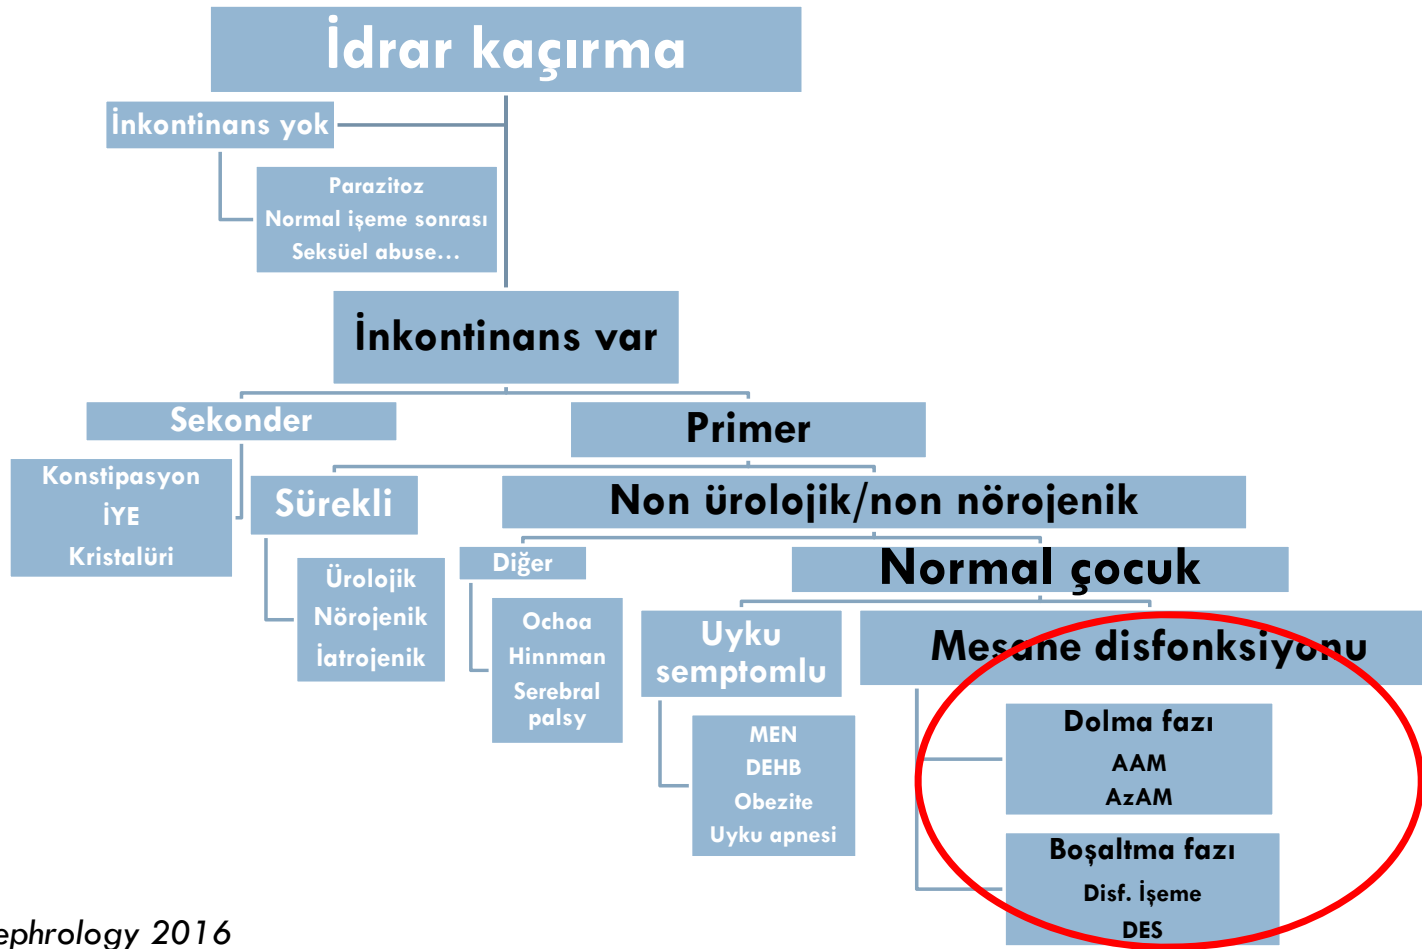 İdrar kaçırma
İnkontinans yok
Parazitoz
Normal işeme sonrası
Seksüel abuse...
İnkontinans var
Sekonder
Konstipasyon
İYE
Kristalüri
Primer
Sürekli
Ürolojik
Nörojenik
İatrojenik
Non ürolojik/non nörojenik
Diğer
Ochoa
Hinnman
Serebral
palsy
Normal çocuk
Uyku
semptomlu
MEN
DEHB
Obezite
Uyku apnesi
Mesane disfonksiyonu
Dolma fazı
AAM
AzAM
Boşaltma fazı
Disf. İşeme
DES
ephrology 2016